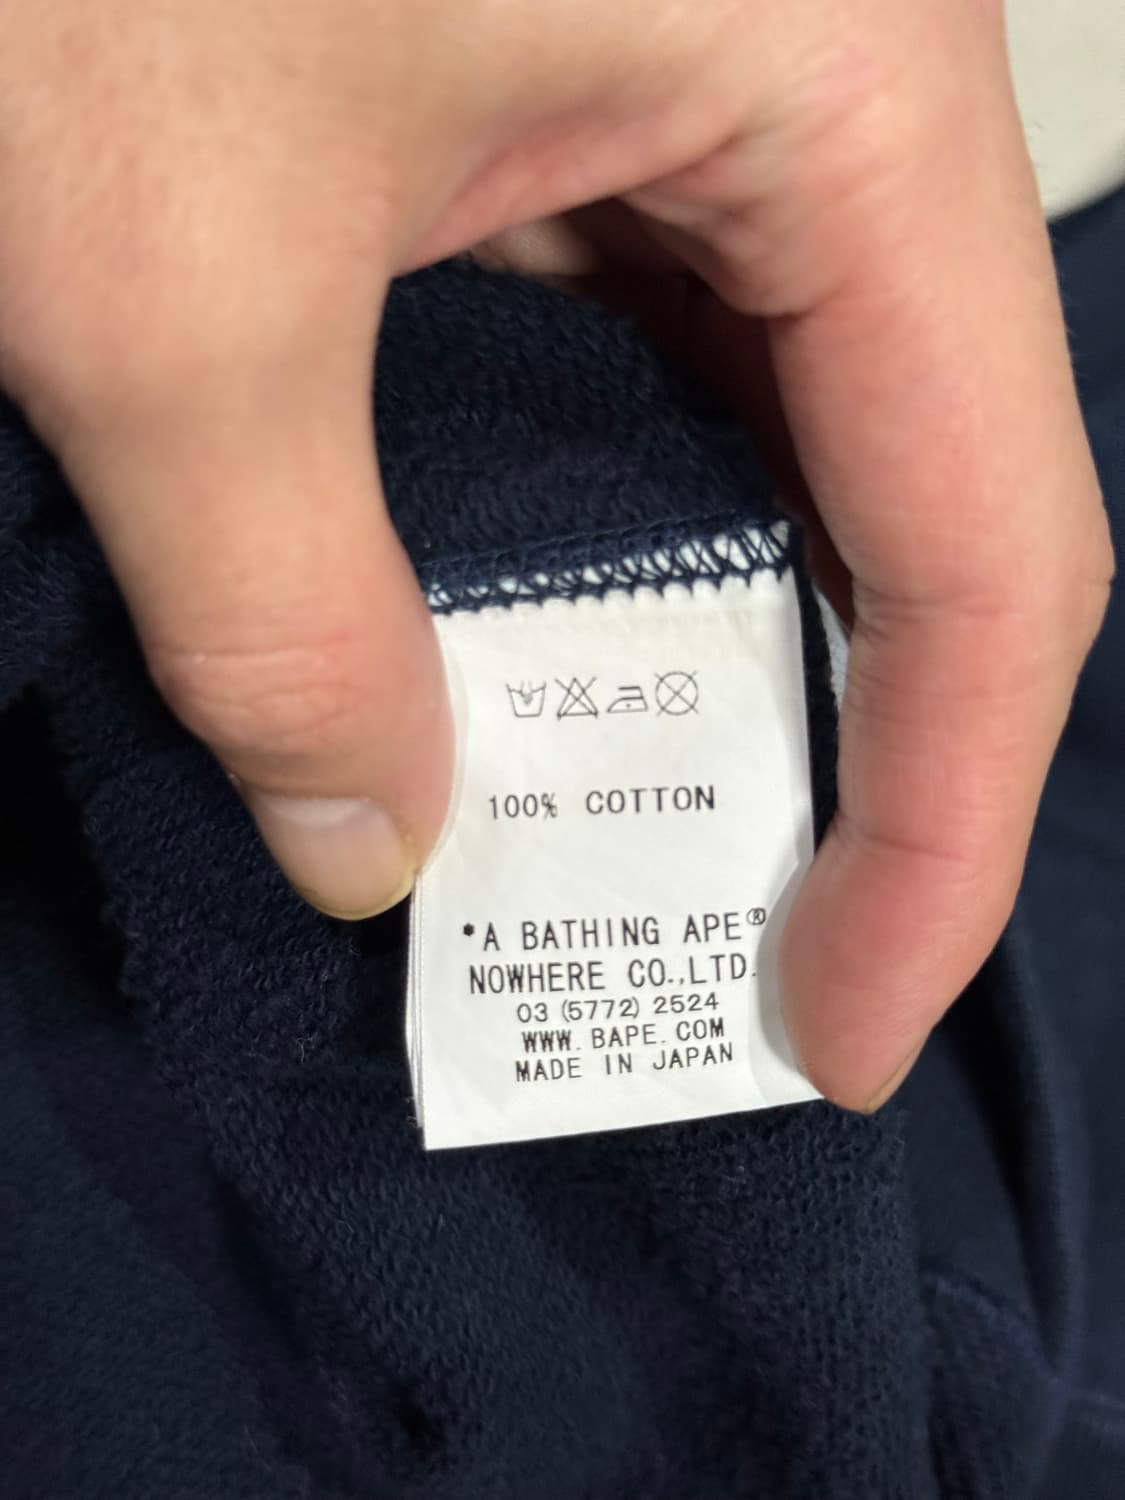 100% COTTON
*A BATHING APE®
NOWHERE CO.,LTD.
03 (5772) 2524
WWW.BAPE.COM
MADE IN JAPAN